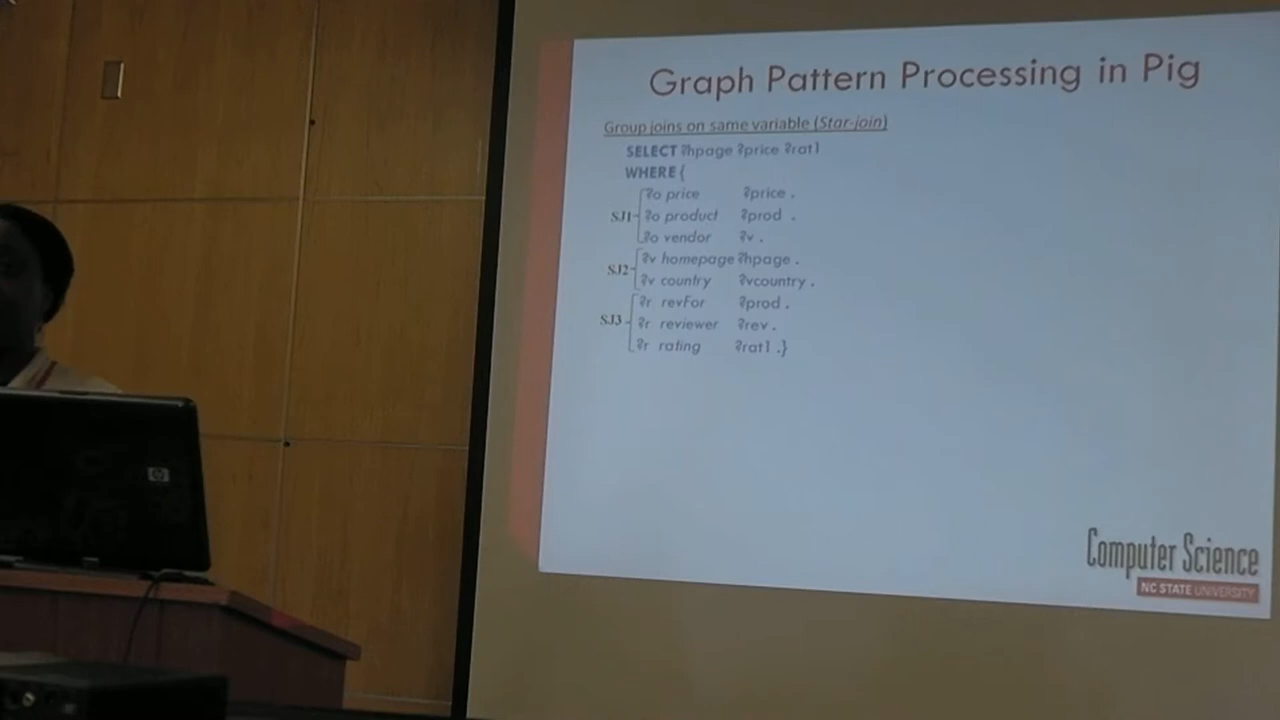 Graph Pattern Processing in Pig
Group joins on same variable (Star-join)
SELECT ?hpage ?price ?rat1
WHERE {
?o price ?price .
SJ1 ?o product ?prod .
?o vendor ?v .
?v homepage ?hpage .
SJ2
?v country ?vcountry .
?r revFor ?prod .
SJ3 ?r reviewer ?rev .
?r rating ?rat1 .}
Computer Science
NC STATE UNIVERSITY
hp